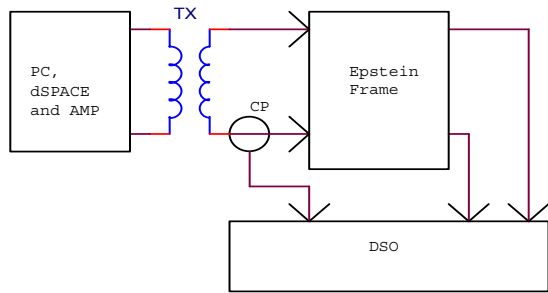 TX
PC,
dSPACE
and AMP
Epstein
Frame
CP
DSO